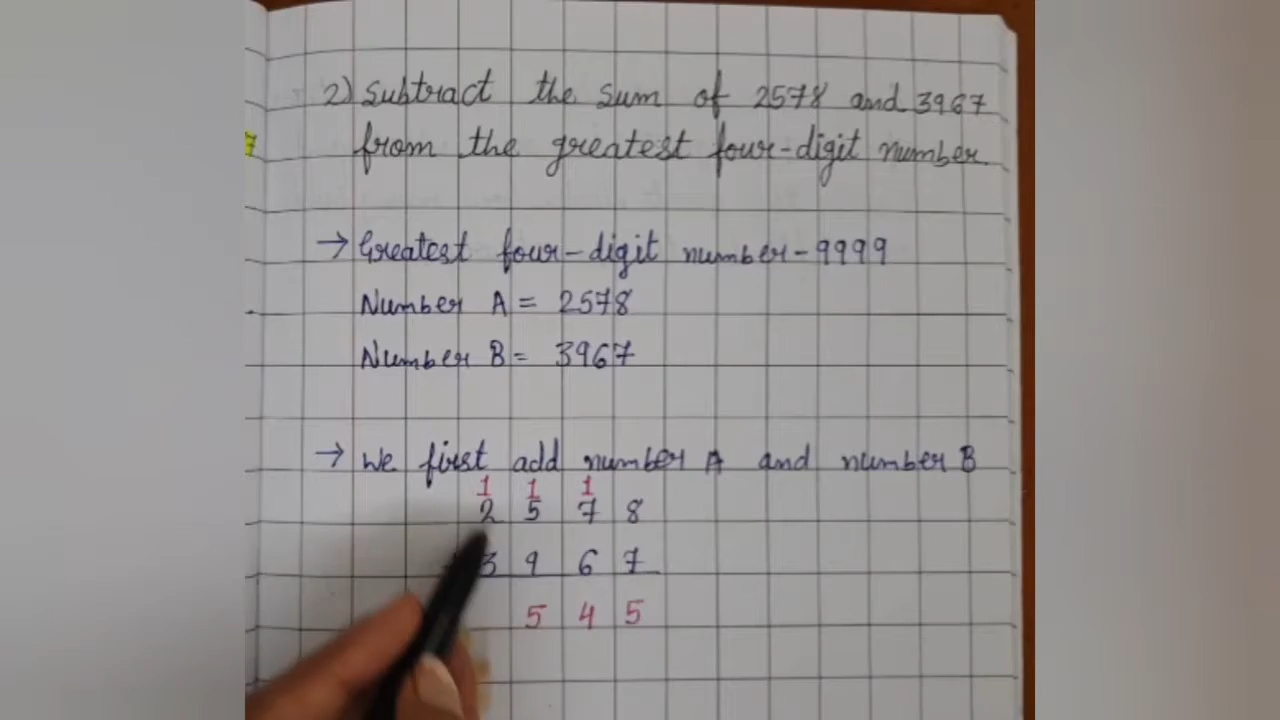 2) Subtract the sum of 2578 and 3967
from the greatest four-digit number
7
→ Greatest four-digit number - 9999
Number A = 2578
Number B = 3967
→ We first add number A and number B
1 1 1
2 5 7 8
3 9 6 7
5 4 5